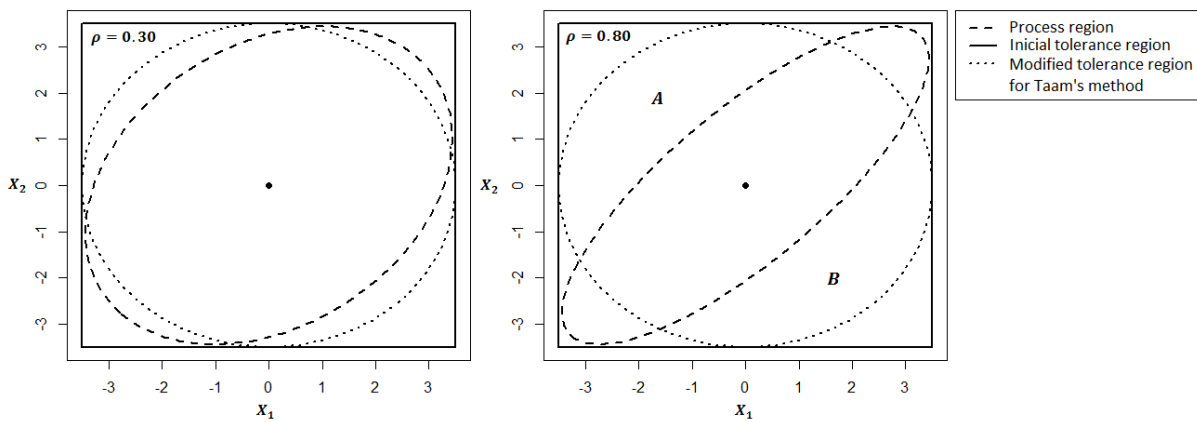 ρ = 0.30
3
2
1
0
-1
-2
-3
X₂
-3 -2 -1 0 1 2 3
X₁
ρ = 0.80
A
B
3
2
1
0
-1
-2
-3
X₂
-3 -2 -1 0 1 2 3
X₁
Process region
Inicial tolerance region
Modified tolerance region
for Taam's method